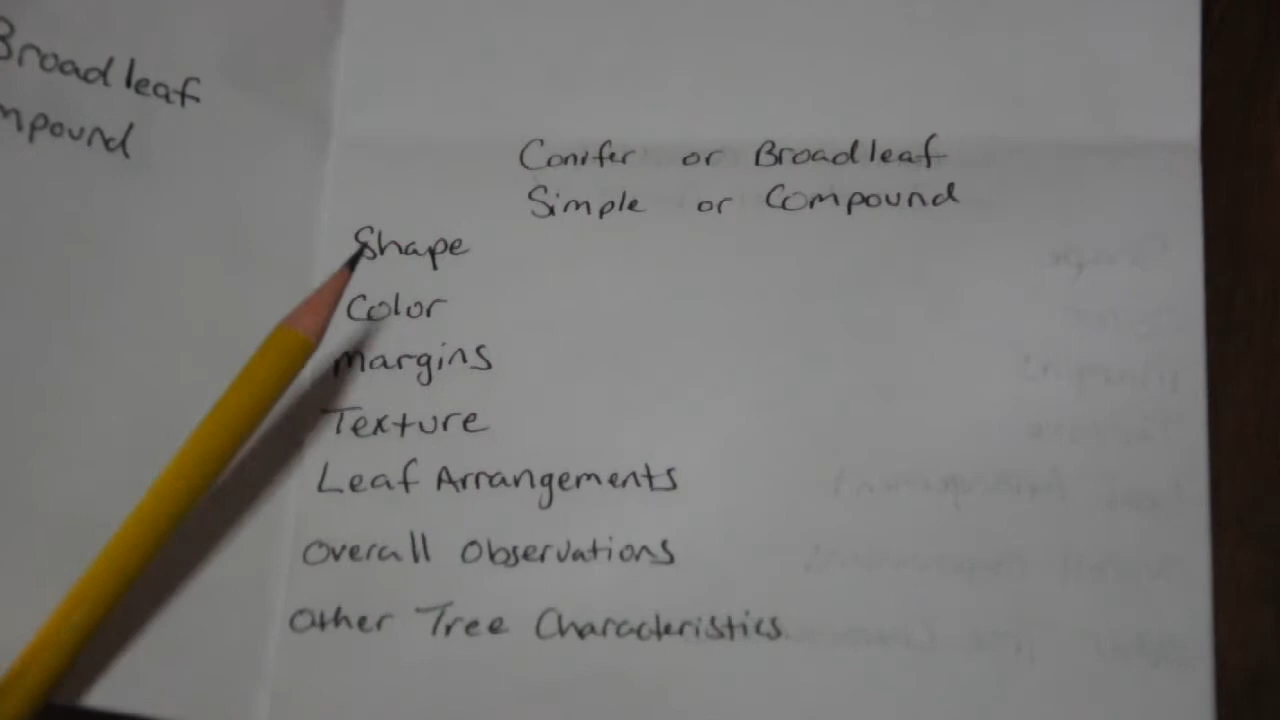 Broadleaf
mpound
Conifer or Broadleaf
Simple or Compound
Shape
Color
Margins
Texture
Leaf Arrangements
Overall Observations
Other Tree Characteristics